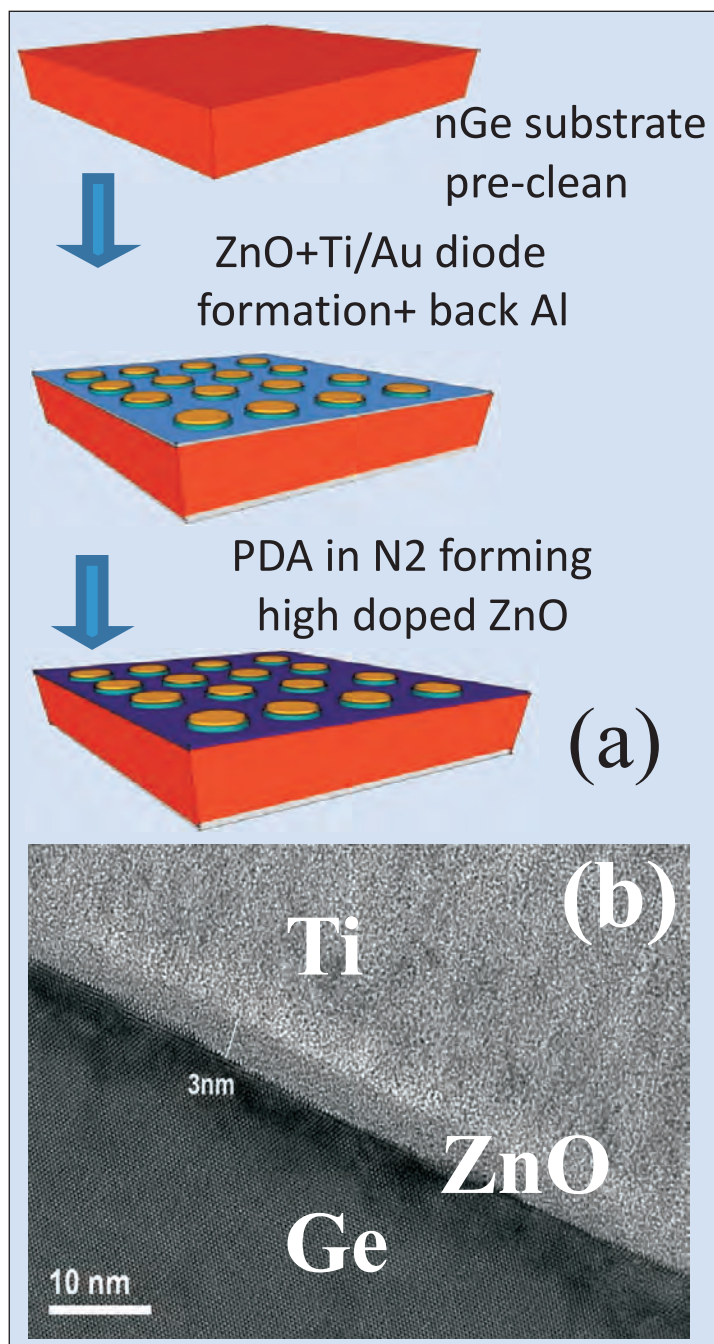 nGe substrate
pre-clean
ZnO+Ti/Au diode
formation+ back Al
PDA in N2 forming
high doped ZnO
(a)
(b)
Ti
3nm
ZnO
Ge
10 nm